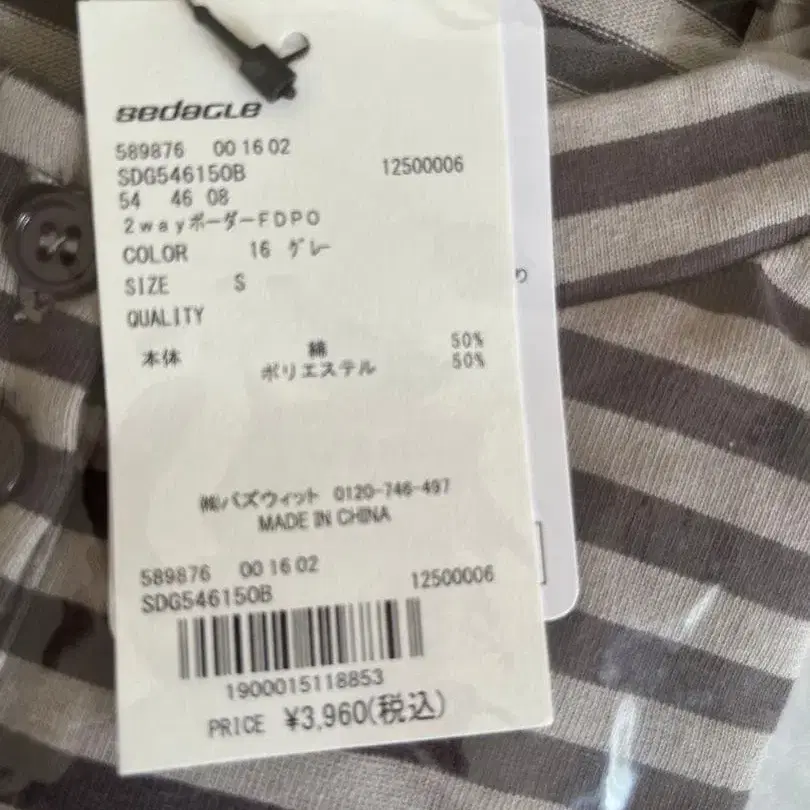 sedaGLE
589876 00 16 02
SDG546150B 12500006
54 46 08
2wayボーダーFDPO
COLOR 16 グレー
SIZE S
QUALITY
本体 綿 50%
ポリエステル 50%
㈱バズウィット 0120-746-497
MADE IN CHINA
589876 00 16 02
SDG546150B 12500006
1900015118853
PRICE ¥3,960(税込)
り